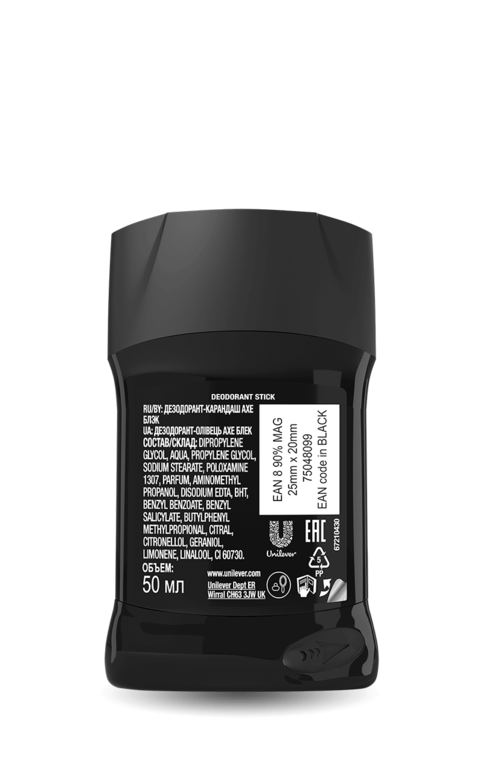 DEODORANT STICK
RU/BY: ДЕЗОДОРАНТ-КАРАНДАШ АХЕ
БЛЭК
UA: ДЕЗОДОРАНТ-ОЛІВЕЦЬ АХЕ БЛЕК
СОСТАВ/СКЛАД: DIPROPYLENE
GLYCOL, AQUA, PROPYLENE GLYCOL,
SODIUM STEARATE, POLOXAMINE
1307, PARFUM, AMINOMETHYL
PROPANOL, DISODIUM EDTA, BHT,
BENZYL BENZOATE, BENZYL
SALICYLATE, BUTYLPHENYL
METHYLPROPIONAL, CITRAL,
CITRONELLOL, GERANIOL,
LIMONENE, LINALOOL, CI 60730.
ОБЪЕМ:
50 мл
www.unilever.com
Unilever Dept ER
Wirral CH63 3JW UK
EAN 8 90% MAG
25mm x 20mm
75048099
EAN code in BLACK
Unilever
EAC
67210430
5
PP